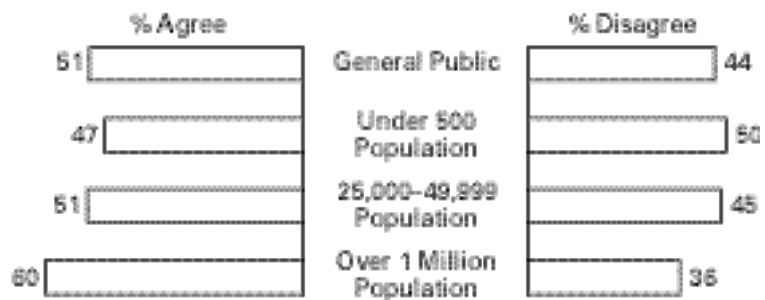 % Agree % Disagree
51 General Public 44
47 Under 500 Population 50
51 25,000–49,999 Population 45
60 Over 1 Million Population 36